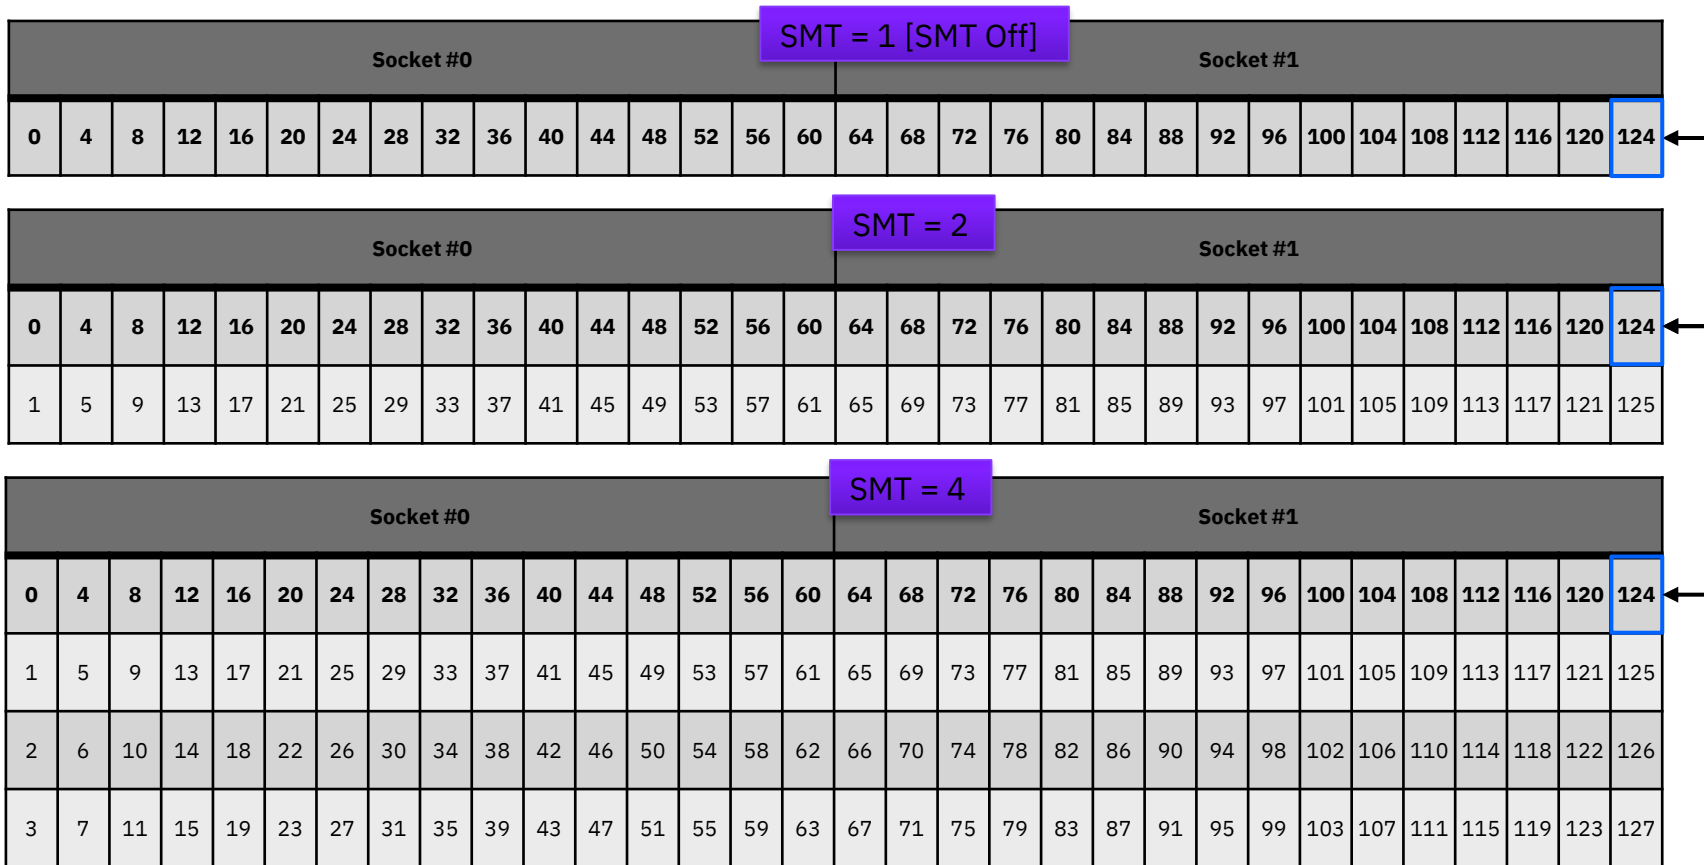 SMT = 1 [SMT Off]
Socket #0 Socket #1
0 4 8 12 16 20 24 28 32 36 40 44 48 52 56 60 64 68 72 76 80 84 88 92 96 100 104 108 112 116 120 124
SMT = 2
Socket #0 Socket #1
0 4 8 12 16 20 24 28 32 36 40 44 48 52 56 60 64 68 72 76 80 84 88 92 96 100 104 108 112 116 120 124
1 5 9 13 17 21 25 29 33 37 41 45 49 53 57 61 65 69 73 77 81 85 89 93 97 101 105 109 113 117 121 125
SMT = 4
Socket #0 Socket #1
0 4 8 12 16 20 24 28 32 36 40 44 48 52 56 60 64 68 72 76 80 84 88 92 96 100 104 108 112 116 120 124
1 5 9 13 17 21 25 29 33 37 41 45 49 53 57 61 65 69 73 77 81 85 89 93 97 101 105 109 113 117 121 125
2 6 10 14 18 22 26 30 34 38 42 46 50 54 58 62 66 70 74 78 82 86 90 94 98 102 106 110 114 118 122 126
3 7 11 15 19 23 27 31 35 39 43 47 51 55 59 63 67 71 75 79 83 87 91 95 99 103 107 111 115 119 123 127